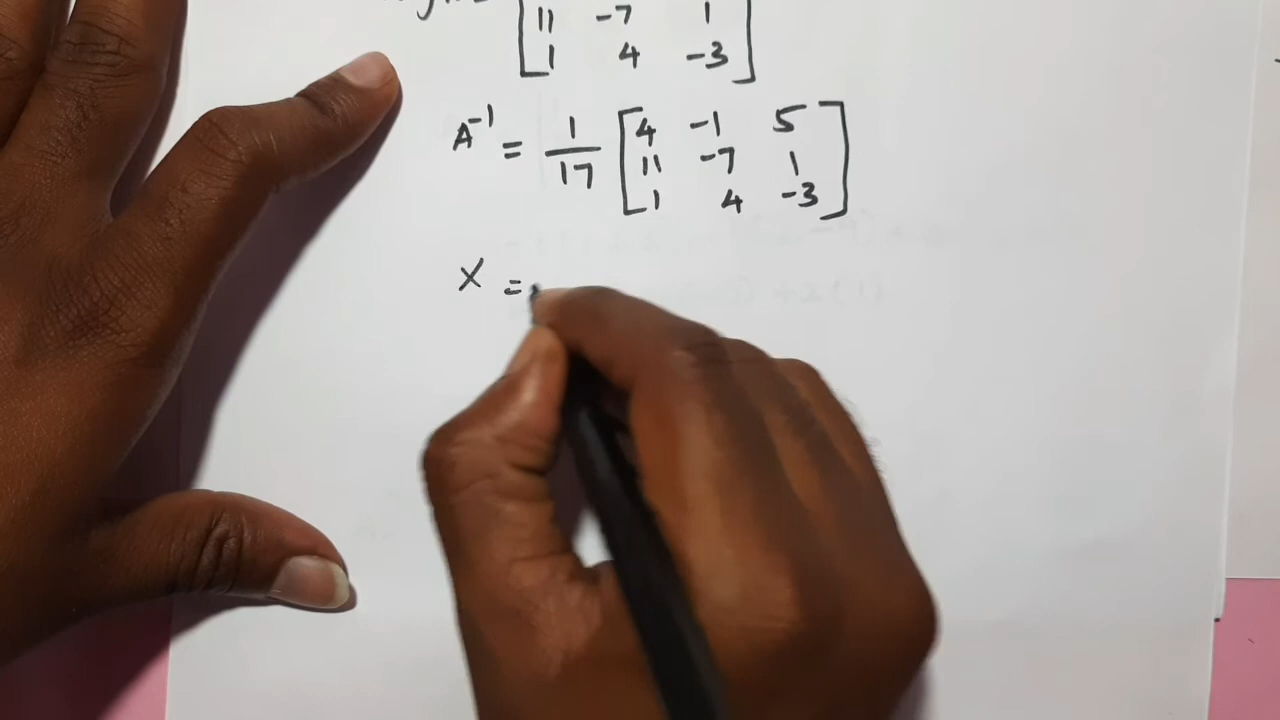 11 -7 1
1 4 -3
A⁻¹ = 1/17 [4 -1 5
11 -7 1
1 4 -3]
X =